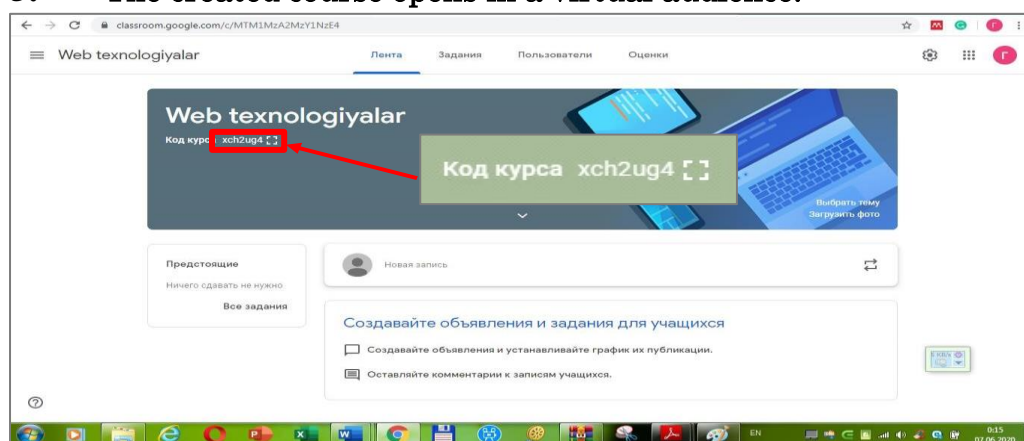 The created course opens in a virtual audience.
classroom.google.com/c/MTM1MzA2MzY1NzE4
Web texnologiyalar
Лента Задания Пользователи Оценки
Г
Web texnologiyalar
Код курса xch2ug4
Код курса xch2ug4
Выбрать тему
Загрузить фото
Предстоящие
Ничего сдавать не нужно
Все задания
Новая запись
Создавайте объявления и задания для учащихся
Создавайте объявления и устанавливайте график их публикации.
Оставляйте комментарии к записям учащихся.
EN
0:15
02.06.2020